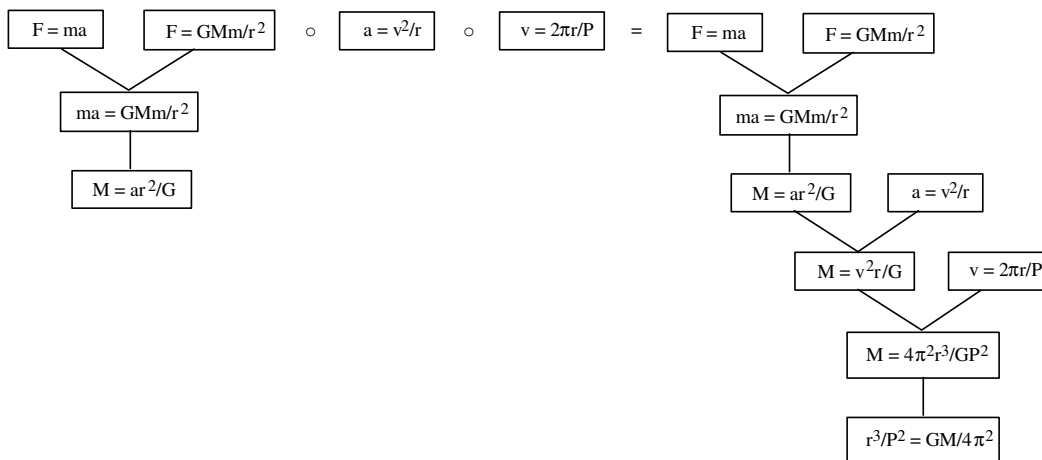 F = ma F = GMm/r² ○ a = v²/r ○ v = 2πr/P = F = ma F = GMm/r²
ma = GMm/r² ma = GMm/r²
M = ar²/G M = ar²/G a = v²/r
M = v²r/G v = 2πr/P
M = 4π²r³/GP²
r³/P² = GM/4π²